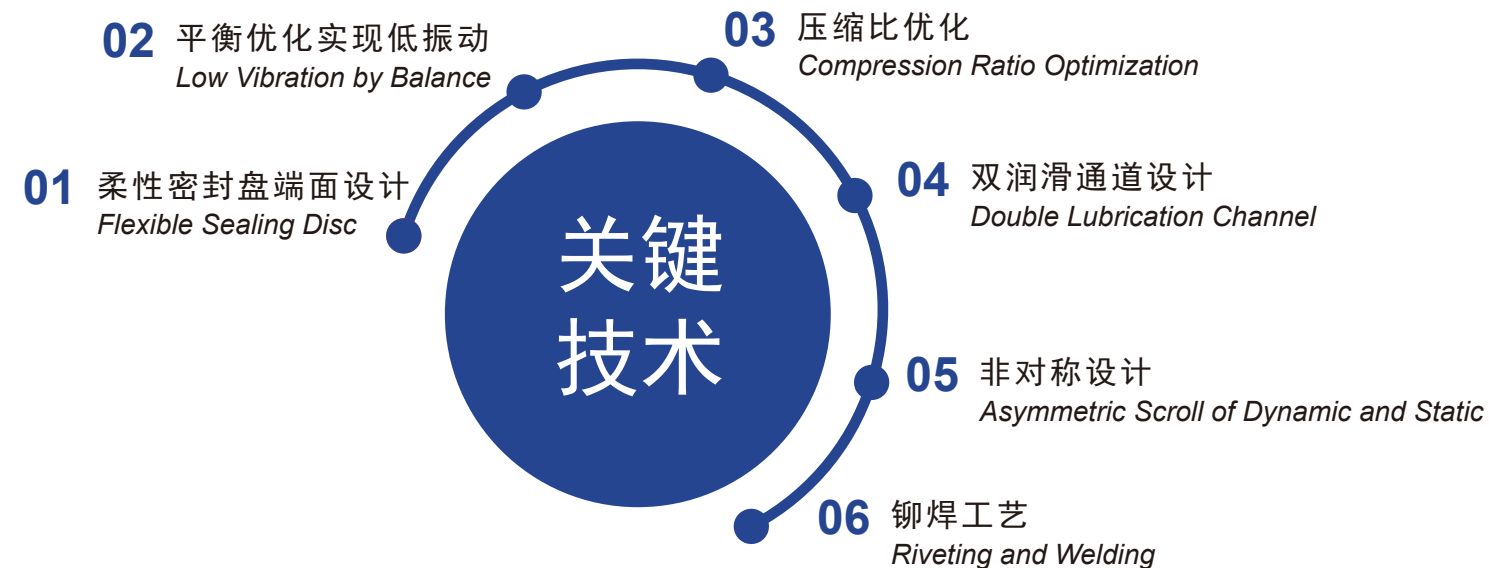 01 柔性密封盘端面设计
Flexible Sealing Disc
02 平衡优化实现低振动
Low Vibration by Balance
03 压缩比优化
Compression Ratio Optimization
04 双润滑通道设计
Double Lubrication Channel
05 非对称设计
Asymmetric Scroll of Dynamic and Static
06 铆焊工艺
Riveting and Welding
关键
技术